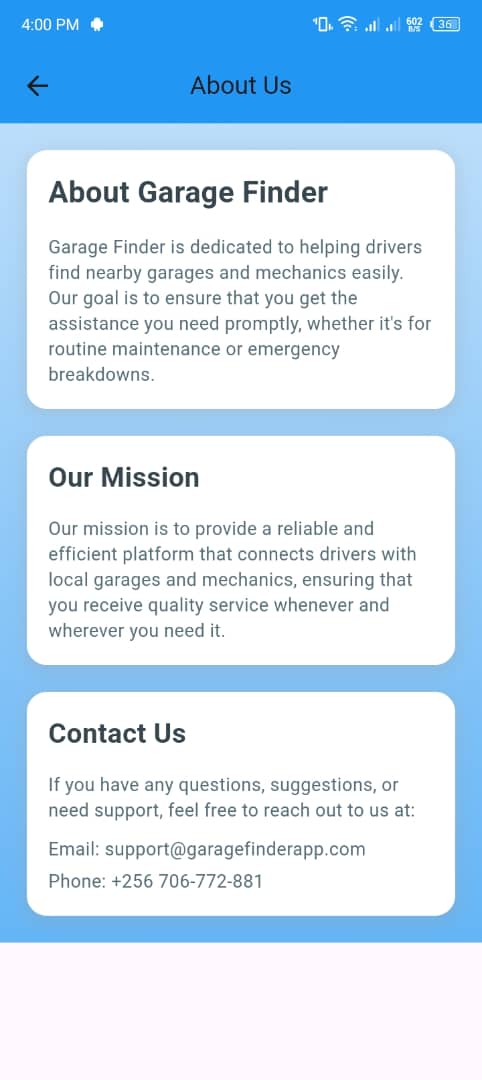 4:00 PM
602
B/S
36
About Us
About Garage Finder
Garage Finder is dedicated to helping drivers
find nearby garages and mechanics easily.
Our goal is to ensure that you get the
assistance you need promptly, whether it's for
routine maintenance or emergency
breakdowns.
Our Mission
Our mission is to provide a reliable and
efficient platform that connects drivers with
local garages and mechanics, ensuring that
you receive quality service whenever and
wherever you need it.
Contact Us
If you have any questions, suggestions, or
need support, feel free to reach out to us at:
Email: support@garagefinderapp.com
Phone: +256 706-772-881